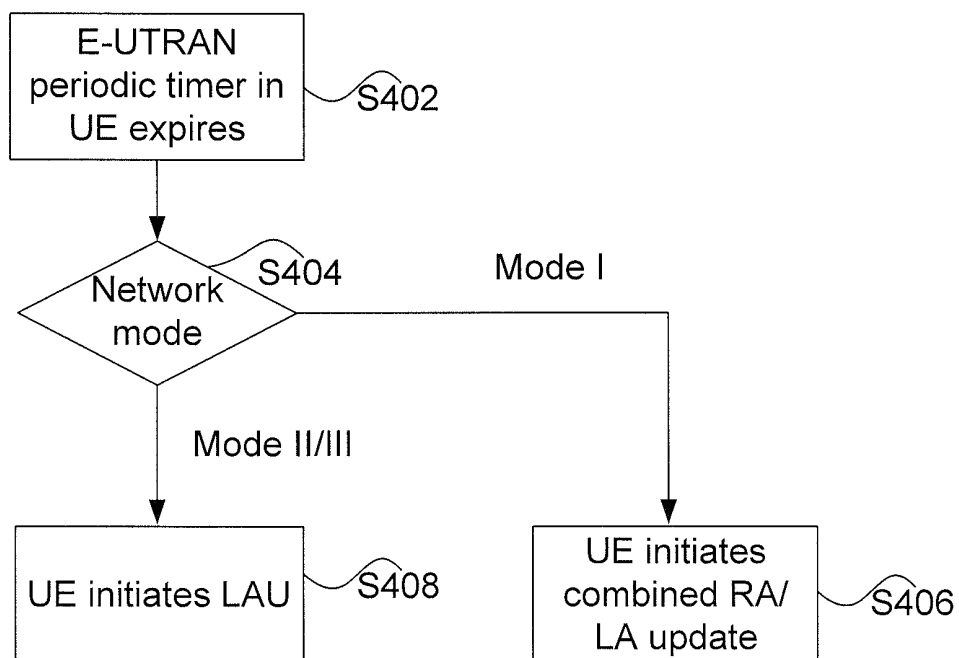 E-UTRAN
periodic timer in
UE expires
S402
S404
Network
mode
Mode I
Mode II/III
UE initiates LAU
S408
UE initiates
combined RA/
LA update
S406